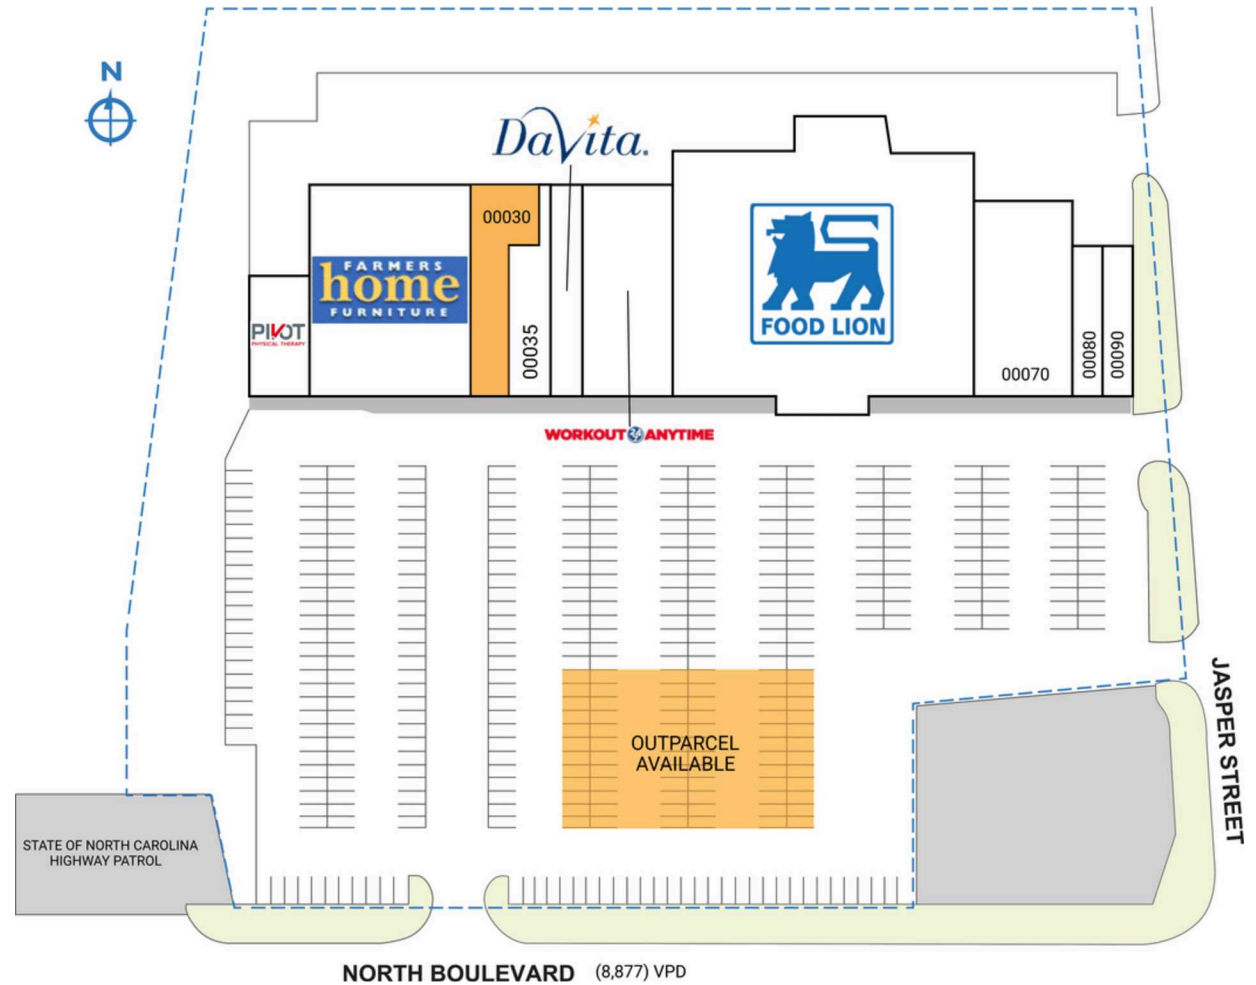 N
DaVita.
00030
FARMERS
home
FURNITURE
PIVOT
PHYSICAL THERAPY
00035
FOOD LION
00070
00080
00090
WORKOUT ANYTIME
OUTPARCEL
AVAILABLE
JASPER STREET
STATE OF NORTH CAROLINA
HIGHWAY PATROL
NORTH BOULEVARD (8,877) VPD